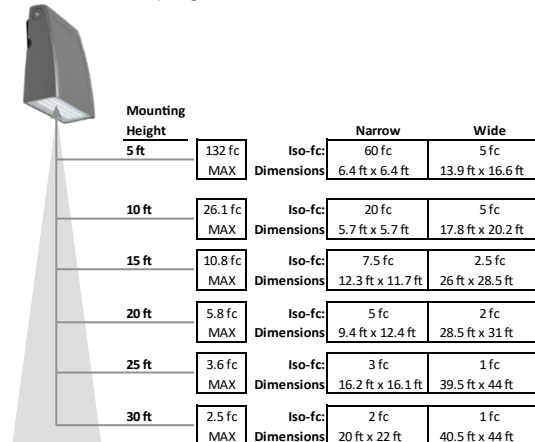 Mounting
Height Narrow Wide
5 ft 132 fc Iso-fc: 60 fc 5 fc
MAX Dimensions 6.4 ft x 6.4 ft 13.9 ft x 16.6 ft
10 ft 26.1 fc Iso-fc: 20 fc 5 fc
MAX Dimensions 5.7 ft x 5.7 ft 17.8 ft x 20.2 ft
15 ft 10.8 fc Iso-fc: 7.5 fc 2.5 fc
MAX Dimensions 12.3 ft x 11.7 ft 26 ft x 28.5 ft
20 ft 5.8 fc Iso-fc: 5 fc 2 fc
MAX Dimensions 9.4 ft x 12.4 ft 28.5 ft x 31 ft
25 ft 3.6 fc Iso-fc: 3 fc 1 fc
MAX Dimensions 16.2 ft x 16.1 ft 39.5 ft x 44 ft
30 ft 2.5 fc Iso-fc: 2 fc 1 fc
MAX Dimensions 20 ft x 22 ft 40.5 ft x 44 ft